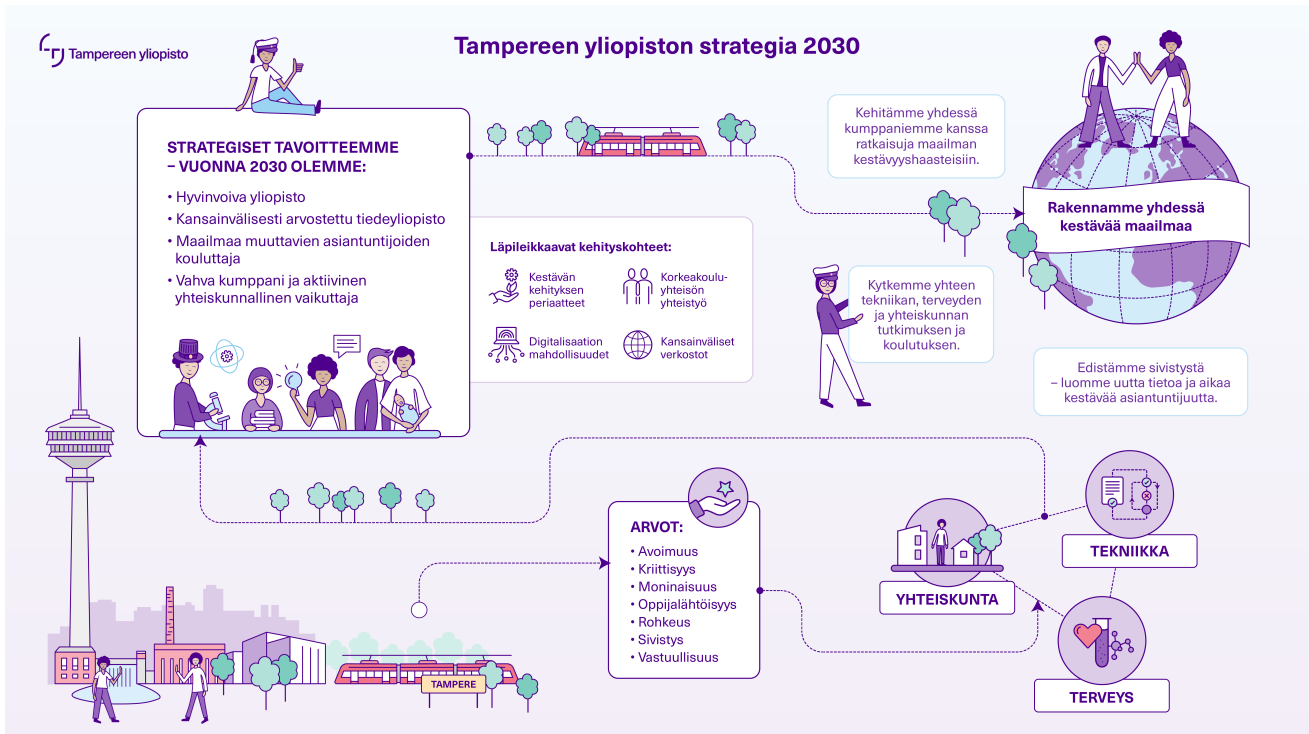 Tampereen yliopisto
Tampereen yliopiston strategia 2030
STRATEGISET TAVOITTEEMME
– VUONNA 2030 OLEMME:
• Hyvinvoiva yliopisto
• Kansainvälisesti arvostettu tiedeyliopisto
• Maailmaa muuttavien asiantuntijoiden
kouluttaja
• Vahva kumppani ja aktiivinen
yhteiskunnallinen vaikuttaja
Läpileikkaavat kehityskohteet:
Kestävän
kehityksen
periaatteet
Korkeakoulu-
yhteisön
yhteistyö
Digitalisaation
mahdollisuudet
Kansainväliset
verkostot
Kehitämme yhdessä
kumppaniemme kanssa
ratkaisuja maailman
kestävyyshaasteisiin.
Rakennamme yhdessä
kestävää maailmaa
Kytkemme yhteen
tekniikan, terveyden
ja yhteiskunnan
tutkimuksen ja
koulutuksen.
Edistämme sivistystä
– luomme uutta tietoa ja aikaa
kestävää asiantuntijuutta.
ARVOT:
• Avoimuus
• Kriittisyys
• Moninaisuus
• Oppijalähtöisyys
• Rohkeus
• Sivistys
• Vastuullisuus
YHTEISKUNTA
TEKNIIKKA
TERVEYS
TAMPERE